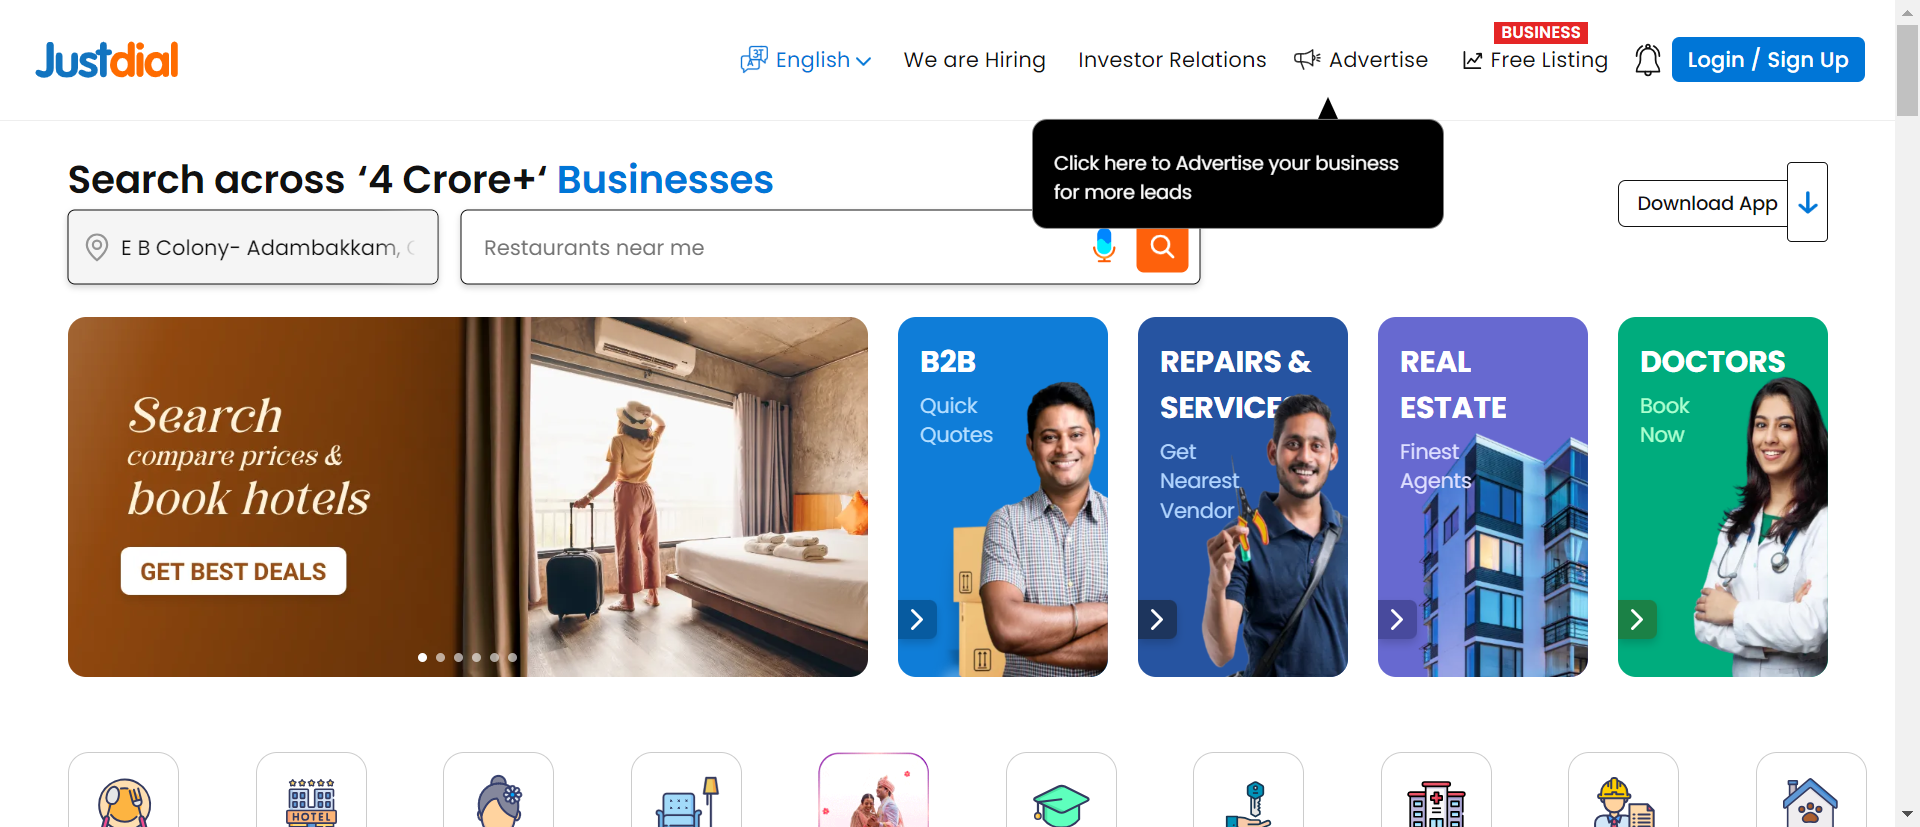 Justdial
English
We are Hiring
Investor Relations
Advertise
BUSINESS
Free Listing
Login / Sign Up
Click here to Advertise your business
for more leads
Search across ‘4 Crore+‘ Businesses
Download App
E B Colony- Adambakkam,
Restaurants near me
Search
compare prices &
book hotels
GET BEST DEALS
B2B
Quick
Quotes
REPAIRS &
SERVICES
Get
Nearest
Vendor
REAL
ESTATE
Finest
Agents
DOCTORS
Book
Now
HOTEL